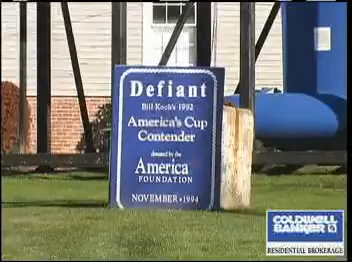 Defiant
Bill Koch's 1992
America's Cup
Contender
donated by the
America
FOUNDATION
NOVEMBER • 1994
COLDWELL
BANKER
RESIDENTIAL BROKERAGE